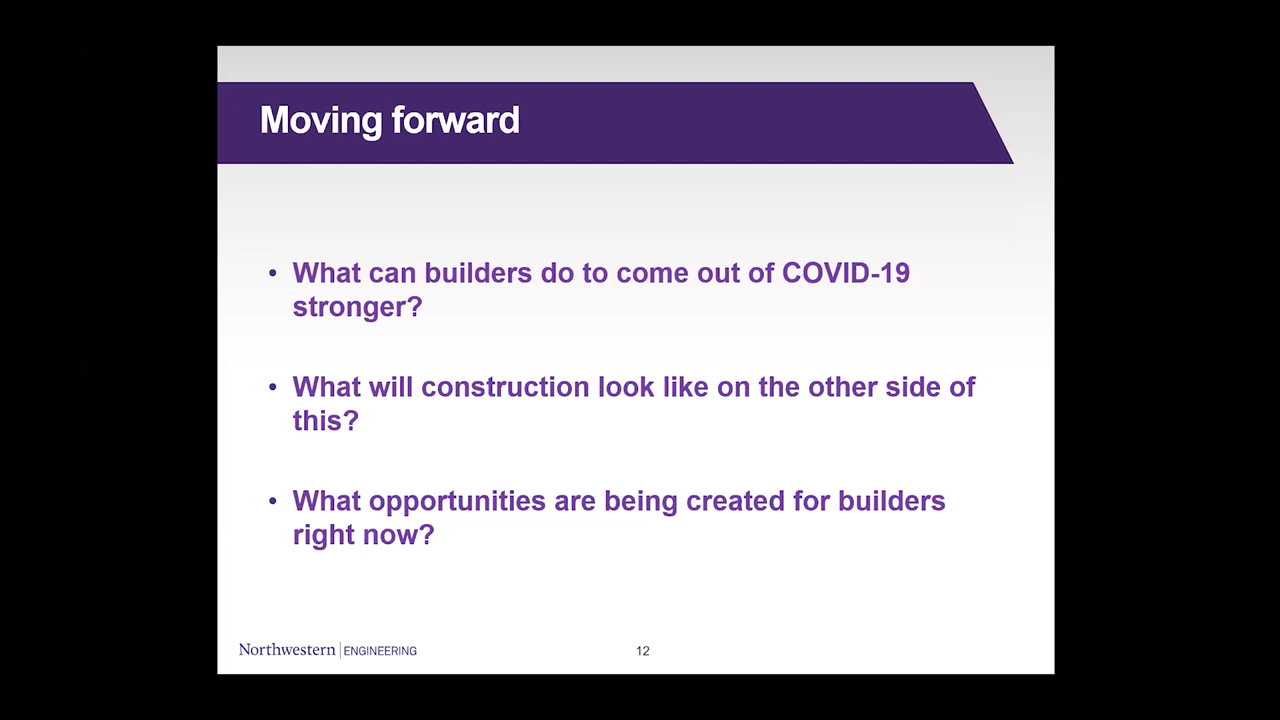 Moving forward
• What can builders do to come out of COVID-19
stronger?
• What will construction look like on the other side of
this?
• What opportunities are being created for builders
right now?
Northwestern | ENGINEERING
12